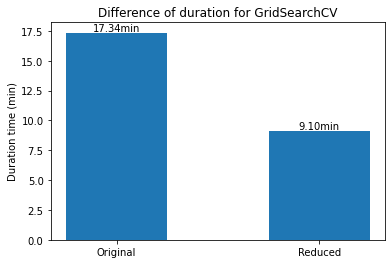 Difference of duration for GridSearchCV
Duration time (min)
17.5
15.0
12.5
10.0
7.5
5.0
2.5
0.0
17.34min
9.10min
Original
Reduced